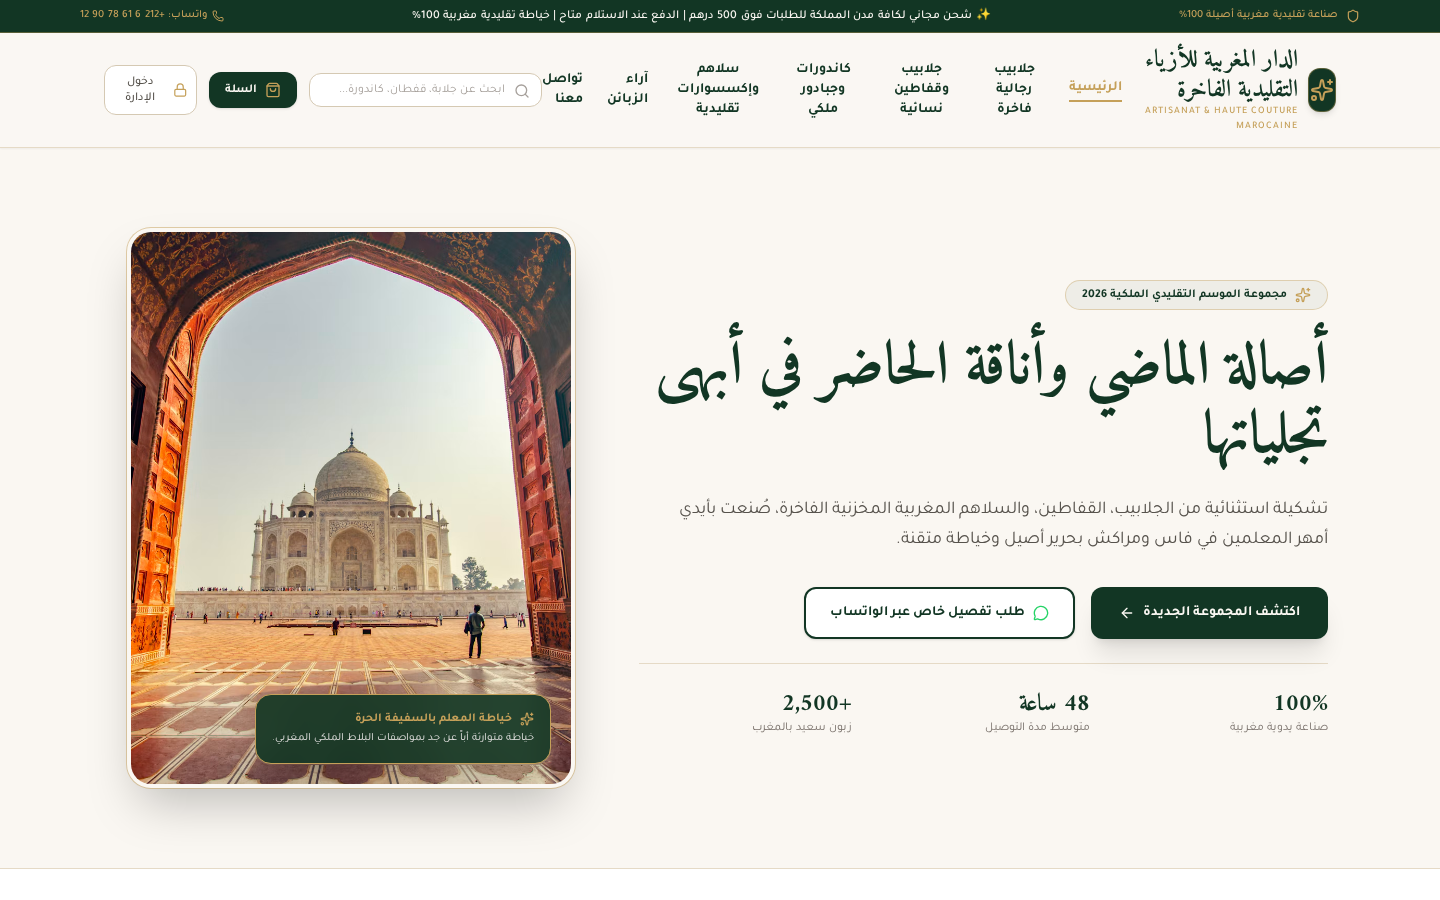 صناعة تقليدية مغربية أصيلة 100%
✨ شحن مجاني لكافة مدن المملكة للطلبات فوق 500 درهم | الدفع عند الاستلام متاح | خياطة تقليدية مغربية 100%
واتساب: +212 6 61 78 90 12
الدار المغربية للأزياء
التقليدية الفاخرة
ARTISANAT & HAUTE COUTURE
MAROCAINE
الرئيسية
جلابيب
رجالية
فاخرة
جلابيب
وقفاطين
نسائية
كاندورات
وجبادور
ملكي
سلاهم
وإكسسوارات
تقليدية
آراء
الزبائن
تواصل
معنا
ابحث عن جلابة، قفطان، كاندورة...
السلة
دخول
الإدارة
مجموعة الموسم التقليدي الملكية 2026
أصالة الماضي وأناقة الحاضر في أبهى
تجلياتها
تشكيلة استثنائية من الجلابيب، القفاطين، والسلاهم المغربية المخزنية الفاخرة، صُنعت بأيدي
أمهر المعلمين في فاس ومراكش بحرير أصيل وخياطة متقنة.
اكتشف المجموعة الجديدة
طلب تفصيل خاص عبر الواتساب
100%
صناعة يدوية مغربية
48 ساعة
متوسط مدة التوصيل
+2,500
زبون سعيد بالمغرب
خياطة المعلم بالسفيفة الحرة
خياطة متوارثة أباً عن جد بمواصفات البلاط الملكي المغربي.